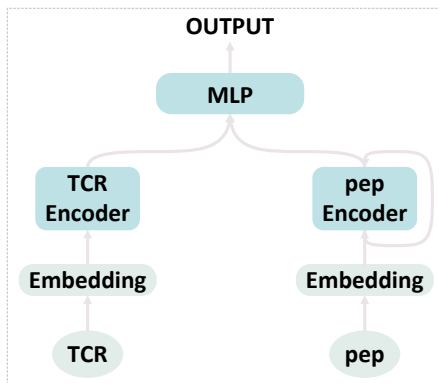 OUTPUT
MLP
TCR
Encoder
pep
Encoder
Embedding
Embedding
TCR
pep